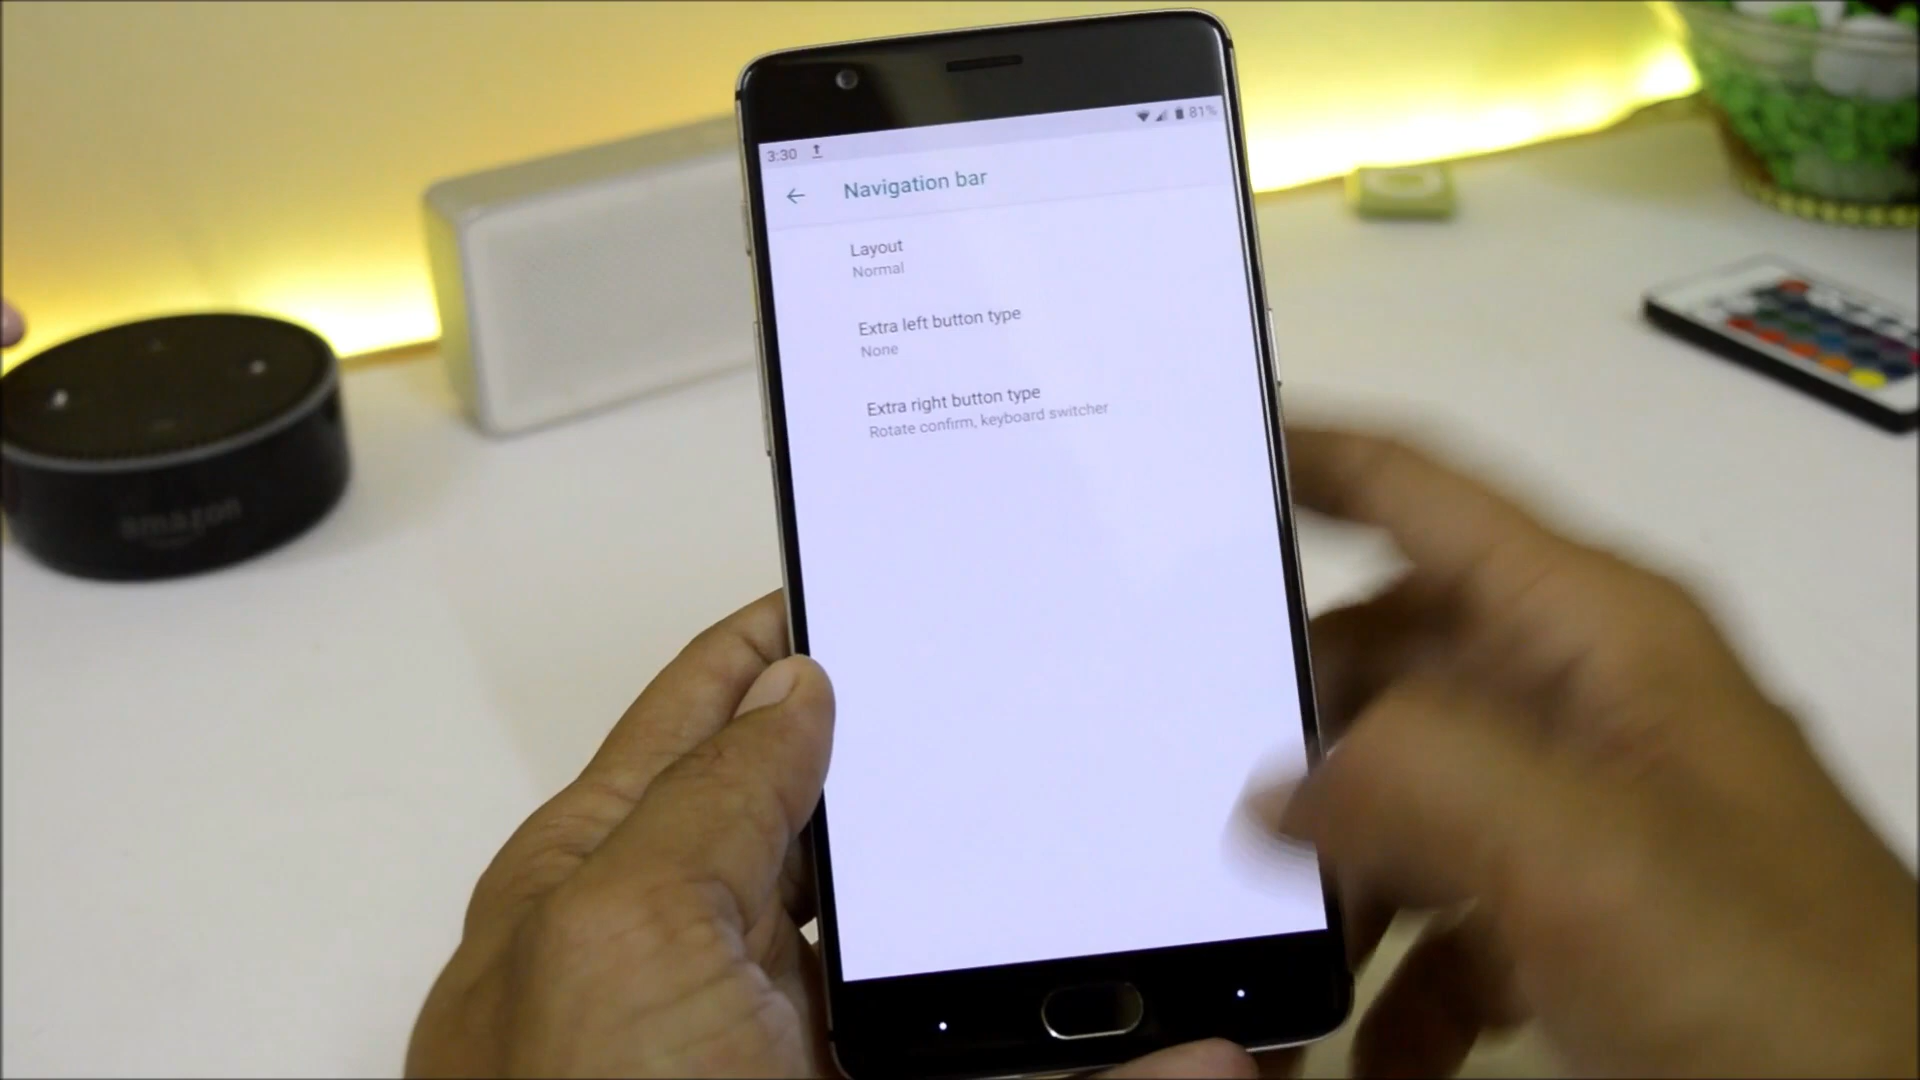 3:30 81%
Navigation bar
Layout
Normal
Extra left button type
None
Extra right button type
Rotate confirm, keyboard switcher
amazon